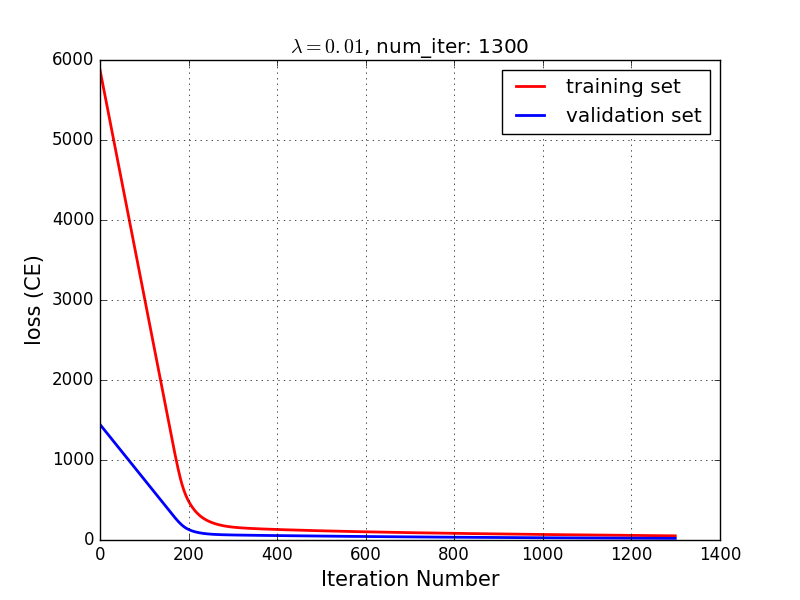 λ = 0.01, num_iter: 1300
6000
5000
4000
3000
2000
1000
0
training set
validation set
loss (CE)
0 200 400 600 800 1000 1200 1400
Iteration Number